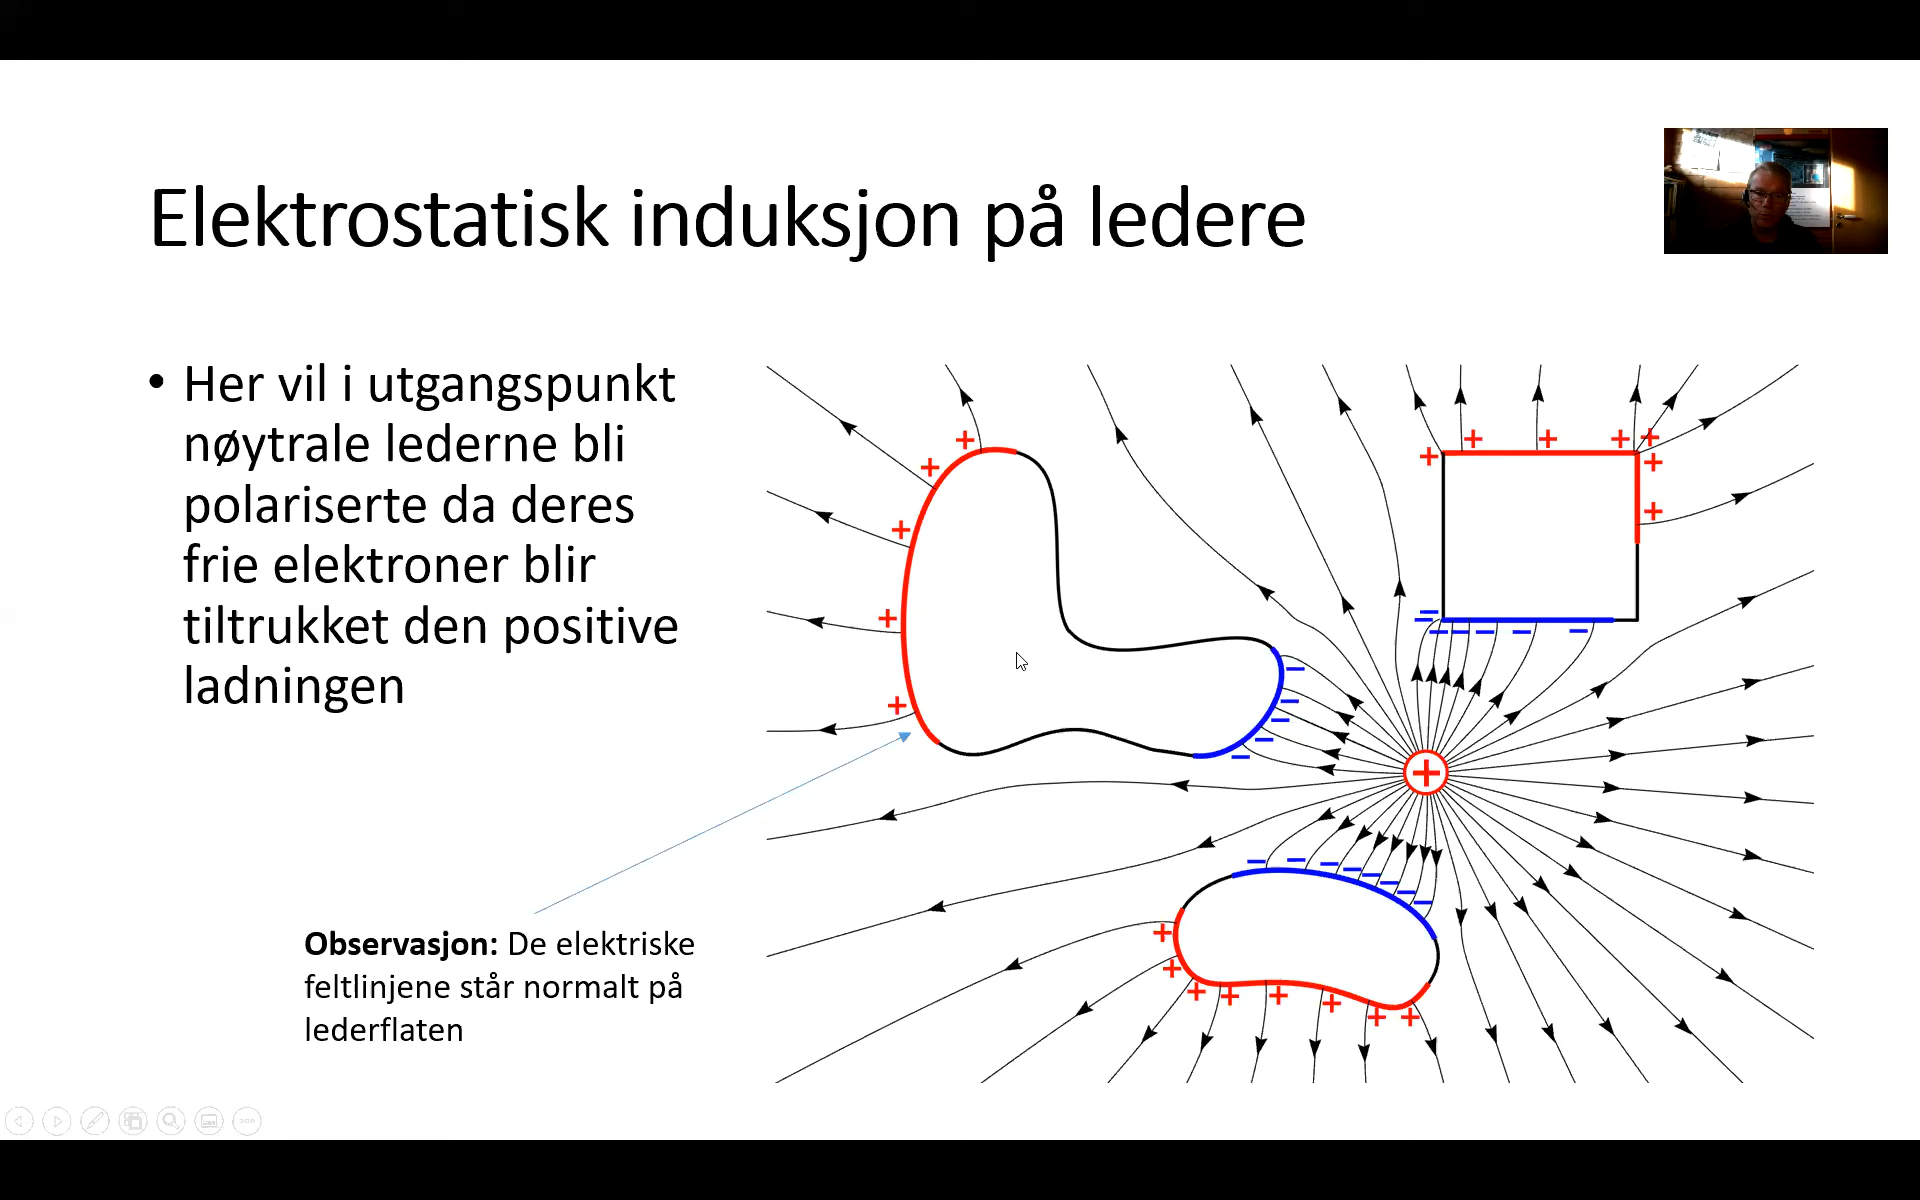 Elektrostatisk induksjon på ledere
• Her vil i utgangspunkt
nøytrale lederne bli
polariserte da deres
frie elektroner blir
tiltrukket den positive
ladningen
Observasjon: De elektriske
feltlinjene står normalt på
lederflaten